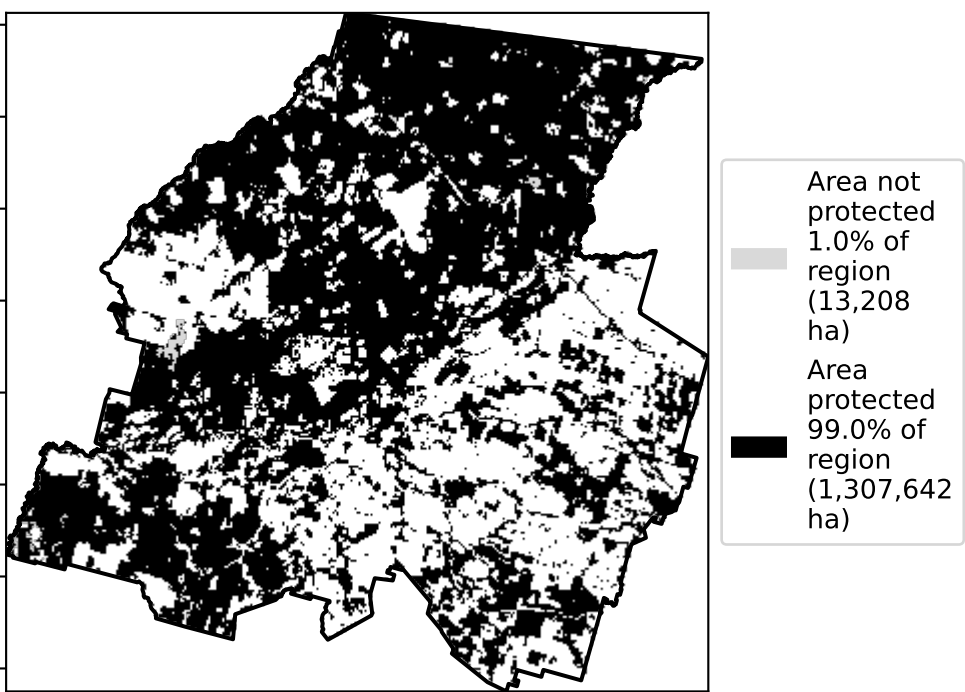 Area not
protected
1.0% of
region
(13,208
ha)
Area
protected
99.0% of
region
(1,307,642
ha)